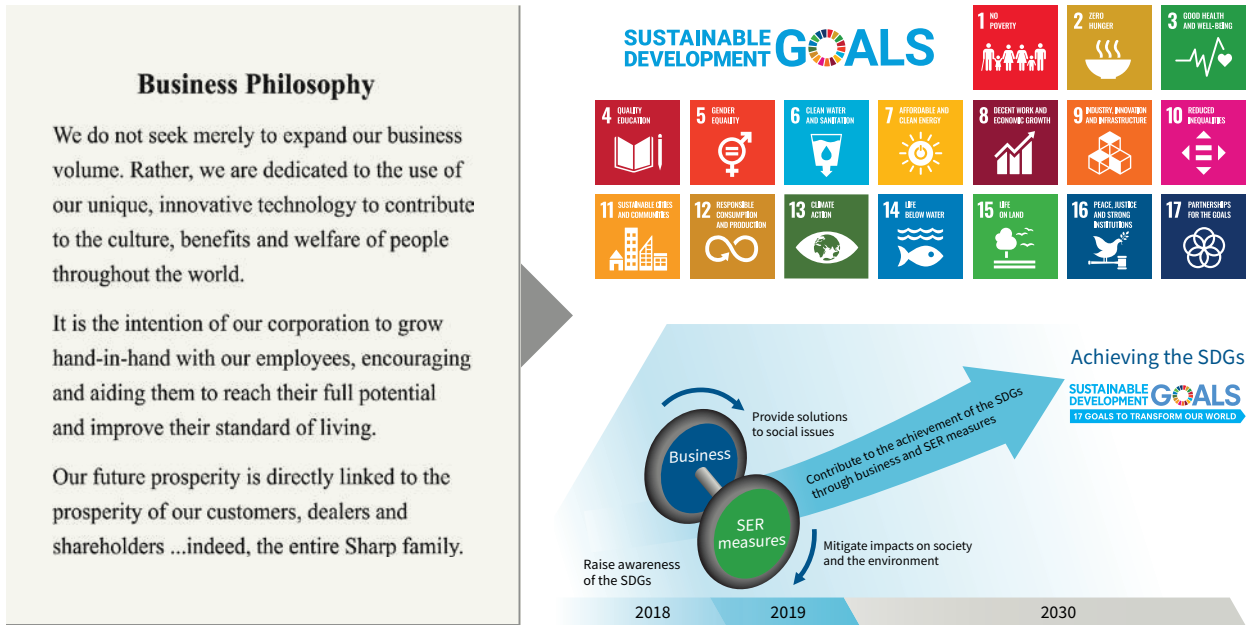 Business Philosophy
We do not seek merely to expand our business
volume. Rather, we are dedicated to the use of
our unique, innovative technology to contribute
to the culture, benefits and welfare of people
throughout the world.
It is the intention of our corporation to grow
hand-in-hand with our employees, encouraging
and aiding them to reach their full potential
and improve their standard of living.
Our future prosperity is directly linked to the
prosperity of our customers, dealers and
shareholders ...indeed, the entire Sharp family.
SUSTAINABLE
DEVELOPMENT
GOALS
1 NO
POVERTY
2 ZERO
HUNGER
3 GOOD HEALTH
AND WELL-BEING
4 QUALITY
EDUCATION
5 GENDER
EQUALITY
6 CLEAN WATER
AND SANITATION
7 AFFORDABLE AND
CLEAN ENERGY
8 DECENT WORK AND
ECONOMIC GROWTH
9 INDUSTRY, INNOVATION
AND INFRASTRUCTURE
10 REDUCED
INEQUALITIES
11 SUSTAINABLE CITIES
AND COMMUNITIES
12 RESPONSIBLE
CONSUMPTION
AND PRODUCTION
13 CLIMATE
ACTION
14 LIFE
BELOW WATER
15 LIFE
ON LAND
16 PEACE, JUSTICE
AND STRONG
INSTITUTIONS
17 PARTNERSHIPS
FOR THE GOALS
Achieving the SDGs
SUSTAINABLE
DEVELOPMENT
GOALS
17 GOALS TO TRANSFORM OUR WORLD
Provide solutions
to social issues
Business
Contribute to the achievement of the SDGs
through business and SER measures
SER
measures
Mitigate impacts on society
and the environment
Raise awareness
of the SDGs
2018
2019
2030